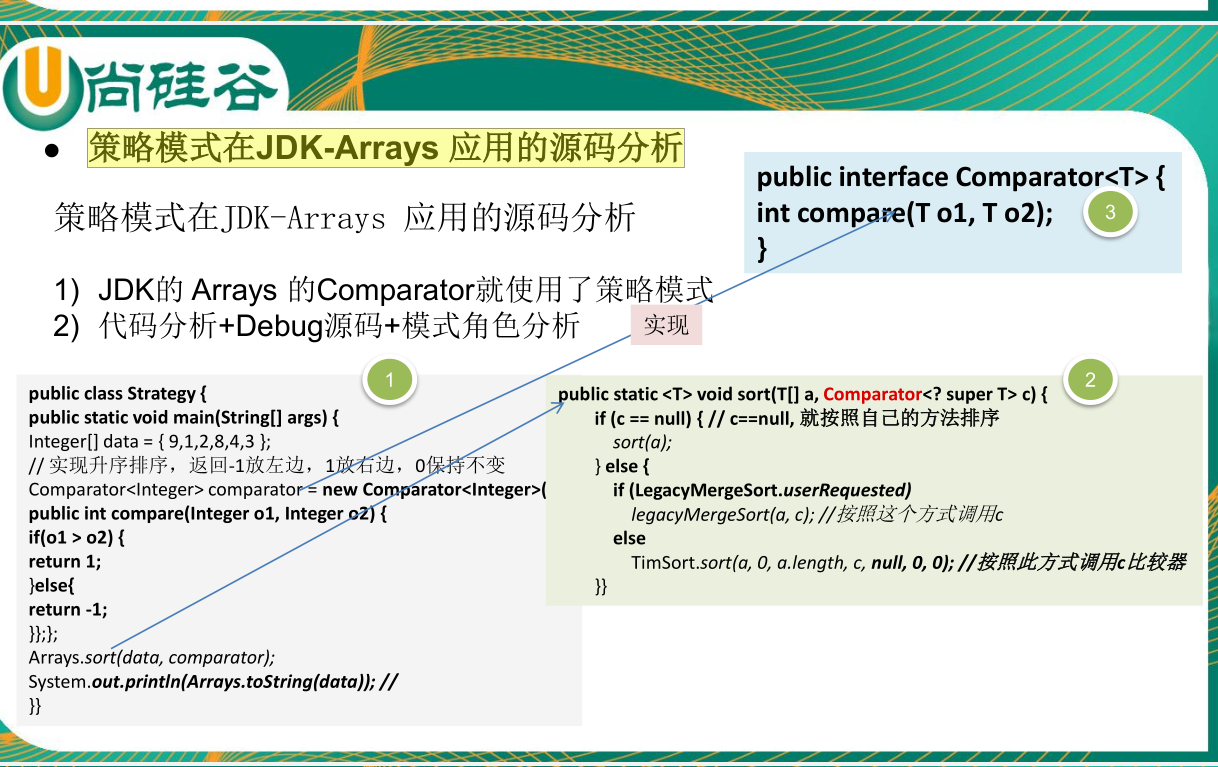 尚硅谷
● 策略模式在JDK-Arrays 应用的源码分析
策略模式在JDK-Arrays 应用的源码分析
1) JDK的 Arrays 的Comparator就使用了策略模式
2) 代码分析+Debug源码+模式角色分析
实现
public interface Comparator<T> {
int compare(T o1, T o2);
}
3
1
public class Strategy {
public static void main(String[] args) {
Integer[] data = { 9,1,2,8,4,3 };
// 实现升序排序，返回-1放左边，1放右边，0保持不变
Comparator<Integer> comparator = new Comparator<Integer>(
public int compare(Integer o1, Integer o2) {
if(o1 > o2) {
return 1;
}else{
return -1;
}};};
Arrays.sort(data, comparator);
System.out.println(Arrays.toString(data)); //
}}
2
public static <T> void sort(T[] a, Comparator<? super T> c) {
if (c == null) { // c==null, 就按照自己的方法排序
sort(a);
} else {
if (LegacyMergeSort.userRequested)
legacyMergeSort(a, c); //按照这个方式调用c
else
TimSort.sort(a, 0, a.length, c, null, 0, 0); //按照此方式调用c比较器
}}